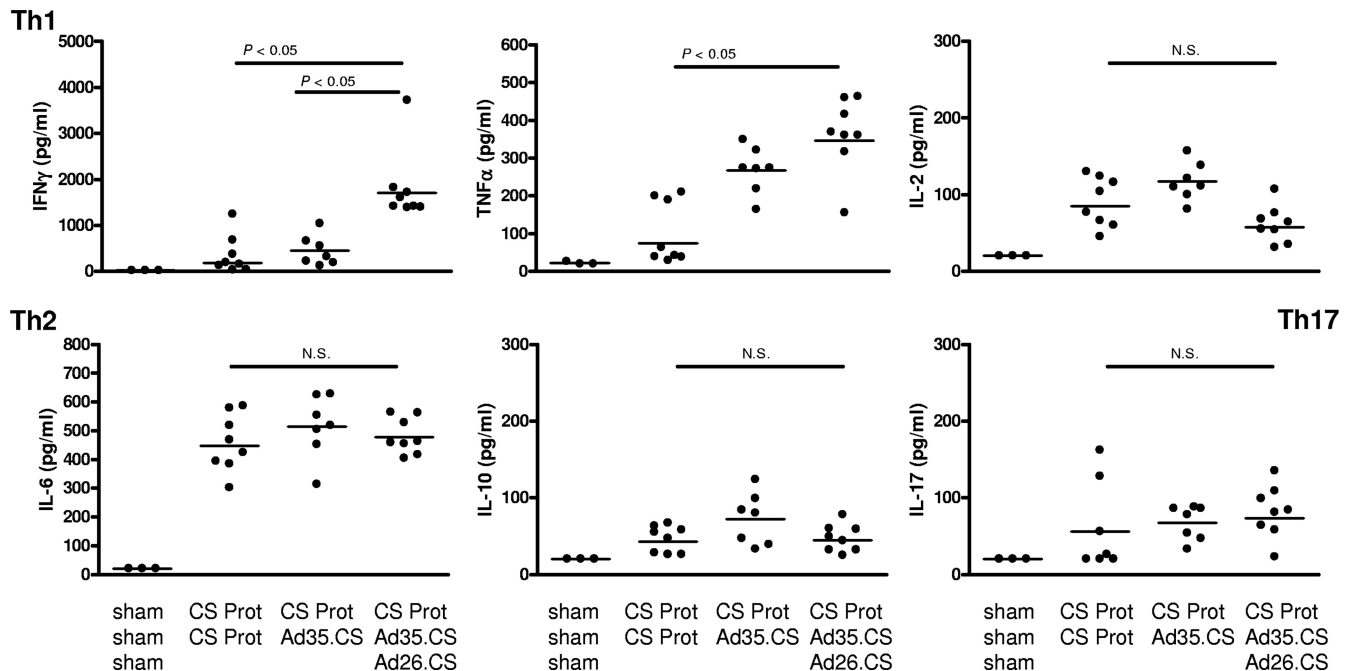 Th1
IFNγ (pg/ml)
5000
4000
3000
2000
1000
0
P < 0.05
P < 0.05
TNFα (pg/ml)
600
500
400
300
200
100
0
P < 0.05
IL-2 (pg/ml)
300
200
100
0
N.S.
Th2
Th17
IL-6 (pg/ml)
800
700
600
500
400
300
200
100
0
N.S.
IL-10 (pg/ml)
300
200
100
0
N.S.
IL-17 (pg/ml)
300
200
100
0
N.S.
sham CS Prot CS Prot CS Prot
sham CS Prot Ad35.CS Ad35.CS
sham Ad26.CS
sham CS Prot CS Prot CS Prot
sham CS Prot Ad35.CS Ad35.CS
sham Ad26.CS
sham CS Prot CS Prot CS Prot
sham CS Prot Ad35.CS Ad35.CS
sham Ad26.CS